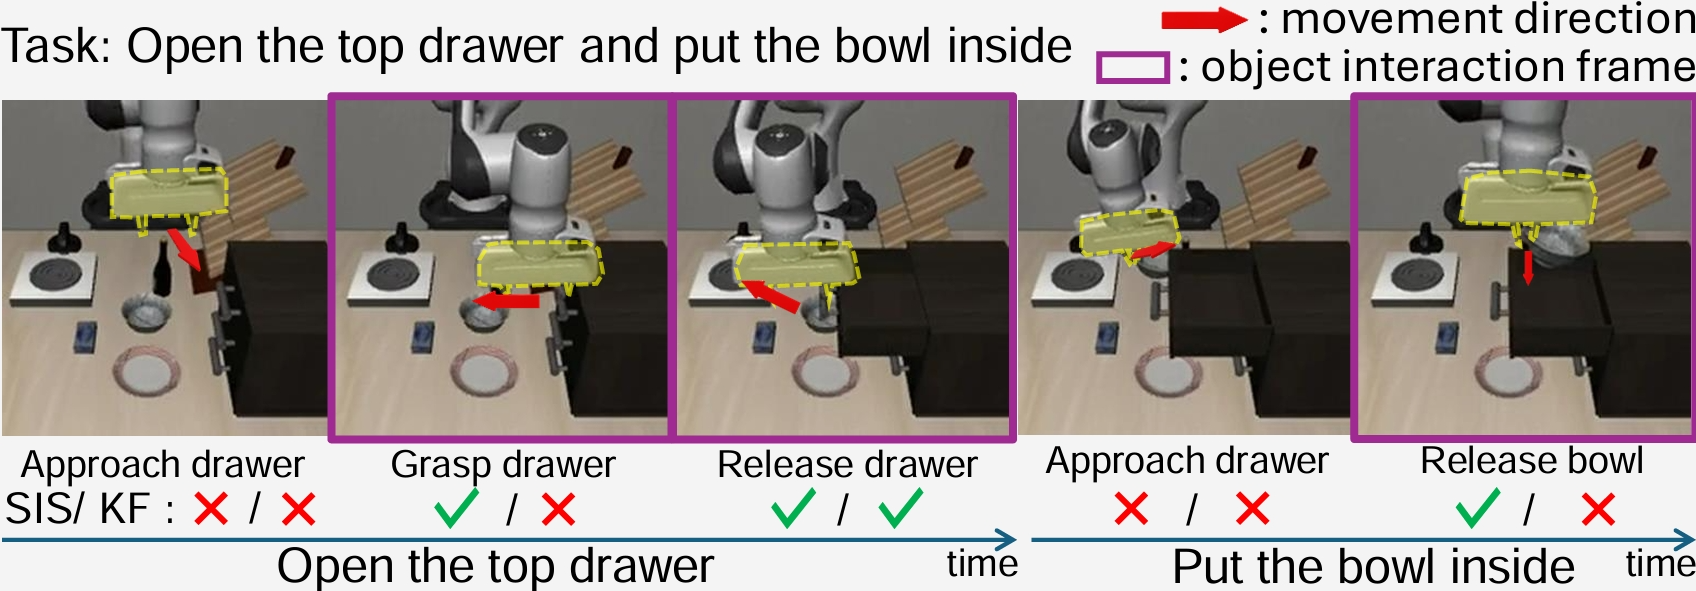 Task: Open the top drawer and put the bowl inside
: movement direction
: object interaction frame
Approach drawer
Grasp drawer
Release drawer
Approach drawer
Release bowl
SIS/ KF : ✗ / ✗
✓ / ✗
✓ / ✓
✗ / ✗
✓ / ✗
Open the top drawer
time
Put the bowl inside
time